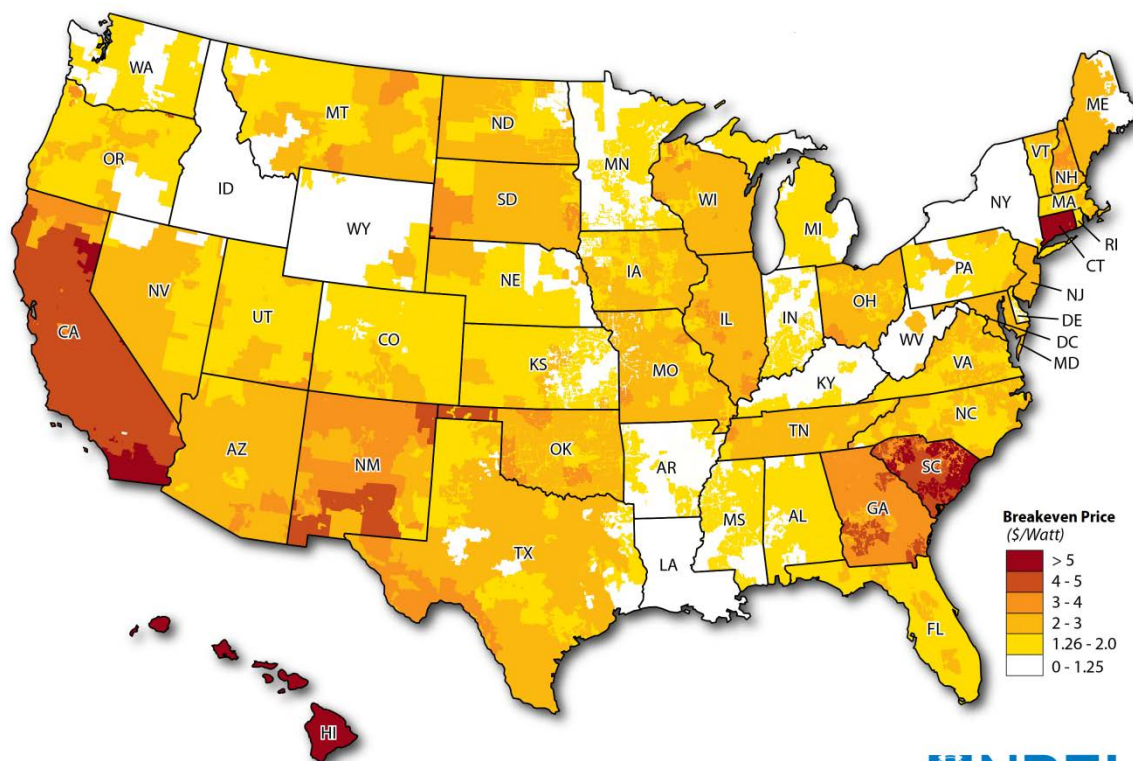 WA
MT
ND
MN
ME
OR
ID
SD
WI
VT
NH
WY
MI
NY
MA
RI
CT
NV
NE
IA
PA
NJ
UT
CO
IL
IN
OH
DE
DC
MD
CA
KS
MO
WV
VA
KY
NC
AZ
NM
OK
TN
AR
SC
MS
AL
GA
TX
LA
FL
HI
Breakeven Price
($/Watt)
> 5
4 - 5
3 - 4
2 - 3
1.26 - 2.0
0 - 1.25